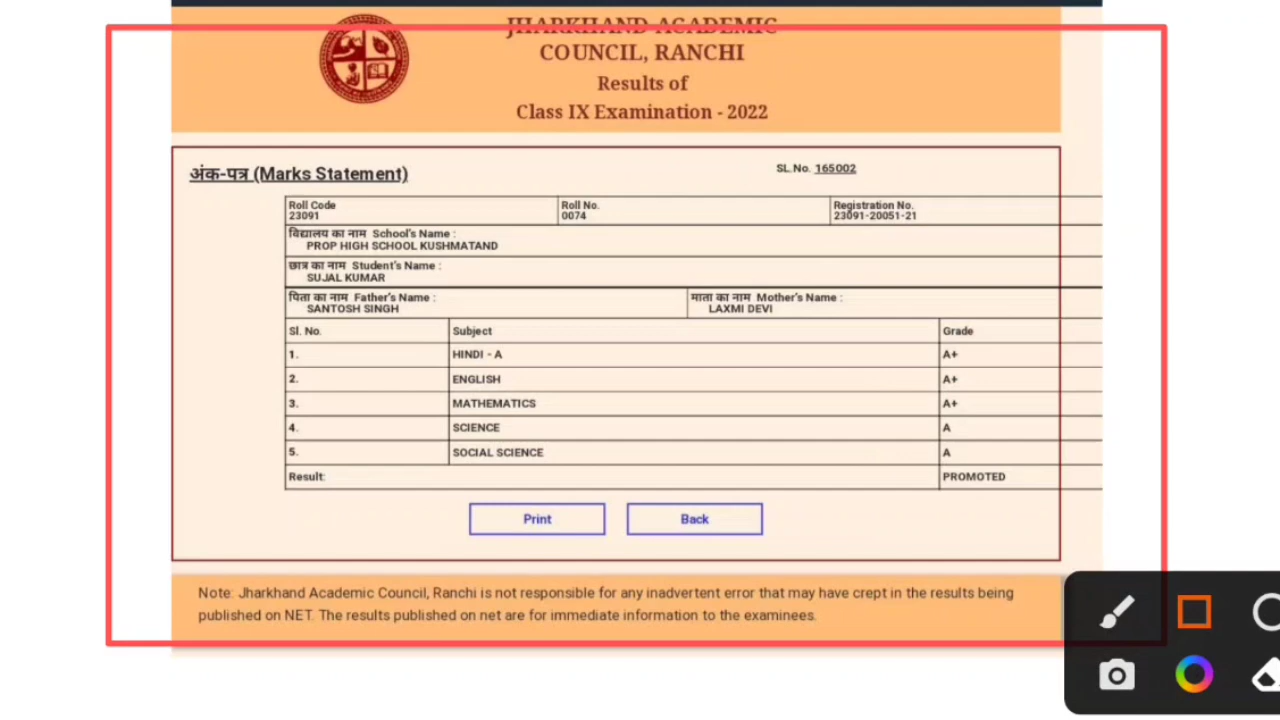 JHARKHAND ACADEMIC
COUNCIL, RANCHI
Results of
Class IX Examination - 2022
अंक-पत्र (Marks Statement)
SL.No. 165002
Roll Code
23091
Roll No.
0074
Registration No.
23091-20051-21
विद्यालय का नाम School's Name :
PROP HIGH SCHOOL KUSHMATAND
छात्र का नाम Student's Name :
SUJAL KUMAR
पिता का नाम Father's Name :
SANTOSH SINGH
माता का नाम Mother's Name :
LAXMI DEVI
Sl. No. Subject Grade
1. HINDI - A A+
2. ENGLISH A+
3. MATHEMATICS A+
4. SCIENCE A
5. SOCIAL SCIENCE A
Result: PROMOTED
Print Back
Note: Jharkhand Academic Council, Ranchi is not responsible for any inadvertent error that may have crept in the results being
published on NET. The results published on net are for immediate information to the examinees.